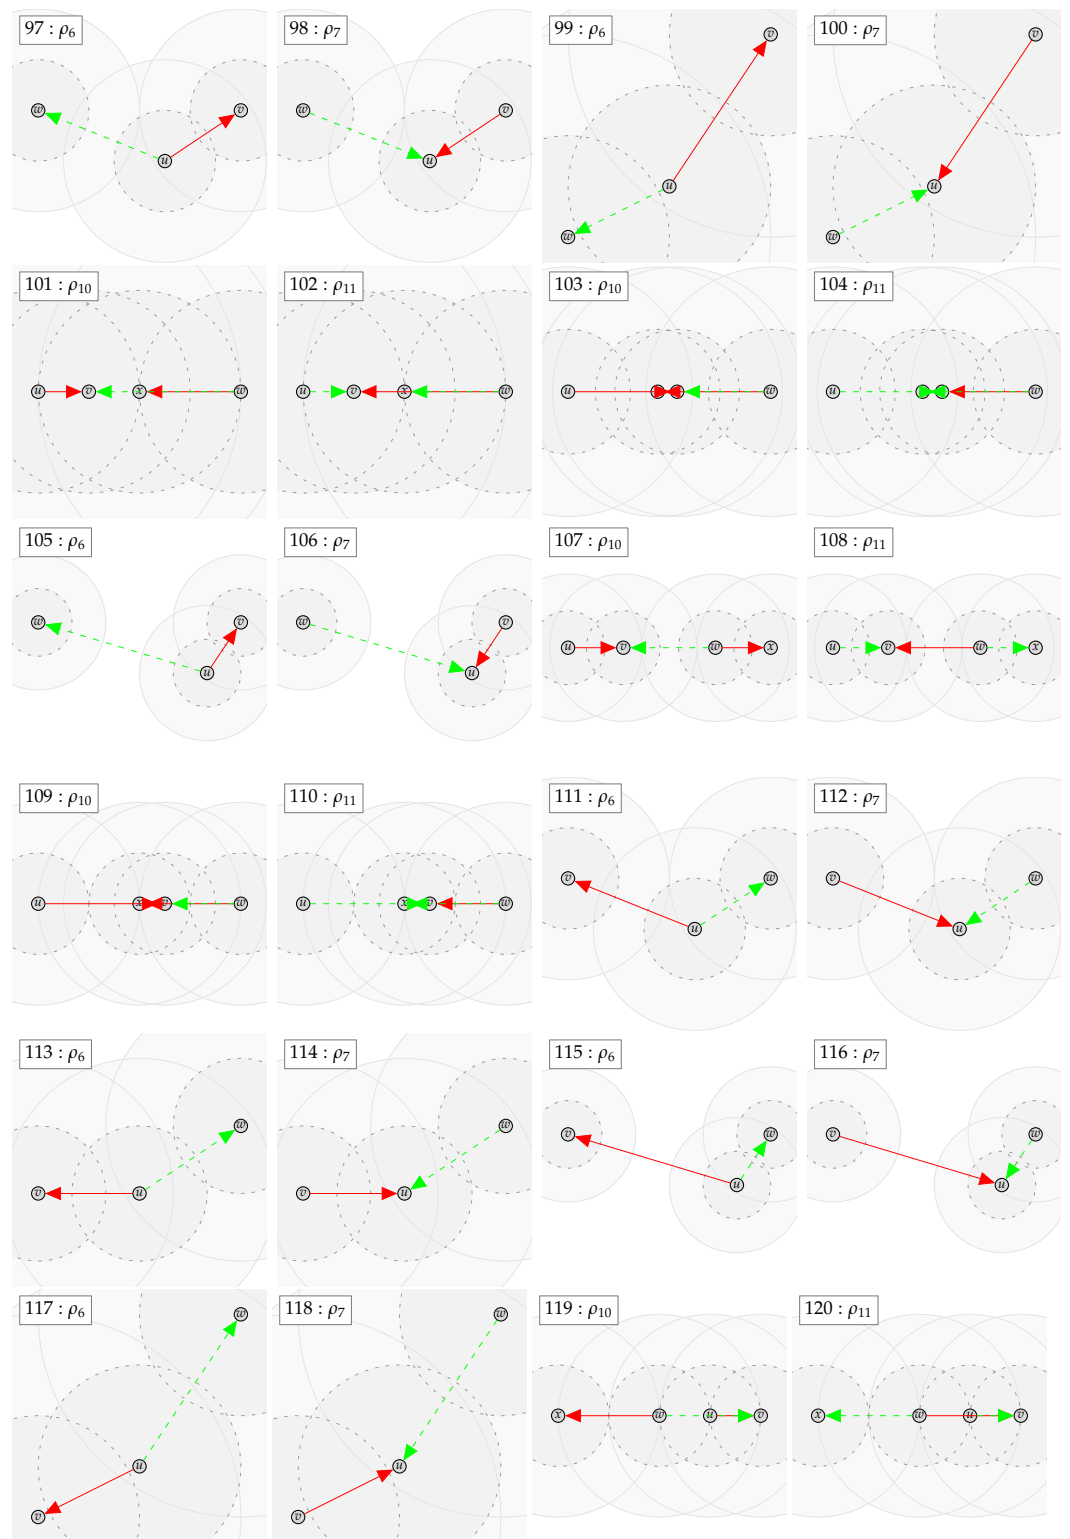 97 : ρ6
98 : ρ7
99 : ρ6
100 : ρ7
w
v
u
w
v
u
v
u
w
v
u
w
101 : ρ10
102 : ρ11
103 : ρ10
104 : ρ11
u
v
x
w
u
v
x
w
u
w
u
w
105 : ρ6
106 : ρ7
107 : ρ10
108 : ρ11
w
v
u
w
v
u
u
v
w
x
u
v
w
x
109 : ρ10
110 : ρ11
111 : ρ6
112 : ρ7
u
x
v
w
u
x
v
w
v
w
u
v
w
u
113 : ρ6
114 : ρ7
115 : ρ6
116 : ρ7
w
v
u
w
v
u
v
w
u
v
w
u
117 : ρ6
118 : ρ7
119 : ρ10
120 : ρ11
w
u
v
w
u
v
x
w
u
v
x
w
u
v